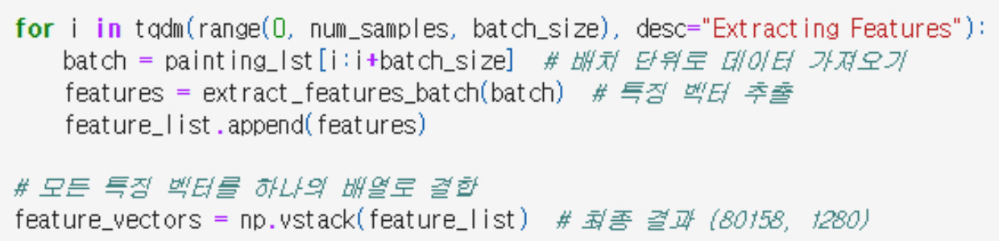 for i in tqdm(range(0, num_samples, batch_size), desc="Extracting Features"):
    batch = painting_lst[i:i+batch_size]  # 배치 단위로 데이터 가져오기
    features = extract_features_batch(batch)  # 특징 벡터 추출
    feature_list.append(features)

# 모든 특징 벡터를 하나의 배열로 결합
feature_vectors = np.vstack(feature_list)  # 최종 결과 (80158, 1280)